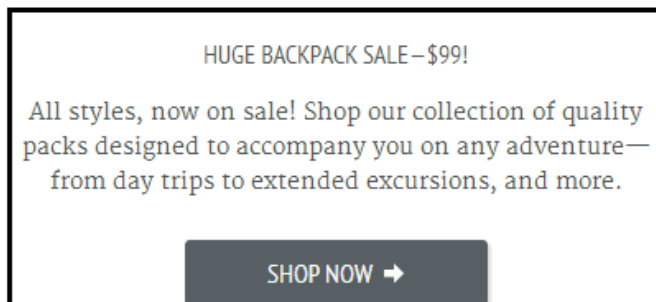 HUGE BACKPACK SALE–$99!
All styles, now on sale! Shop our collection of quality
packs designed to accompany you on any adventure—
from day trips to extended excursions, and more.
SHOP NOW ➡